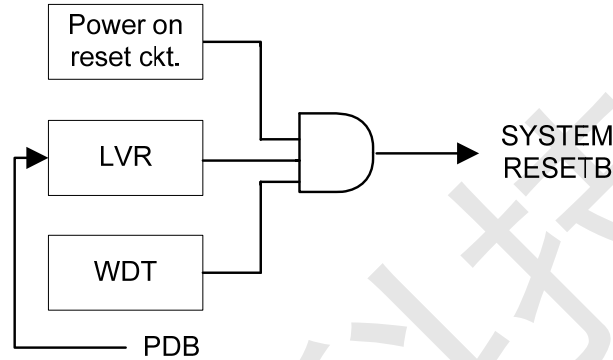 Power on
reset ckt.
LVR
SYSTEM
RESETB
WDT
PDB